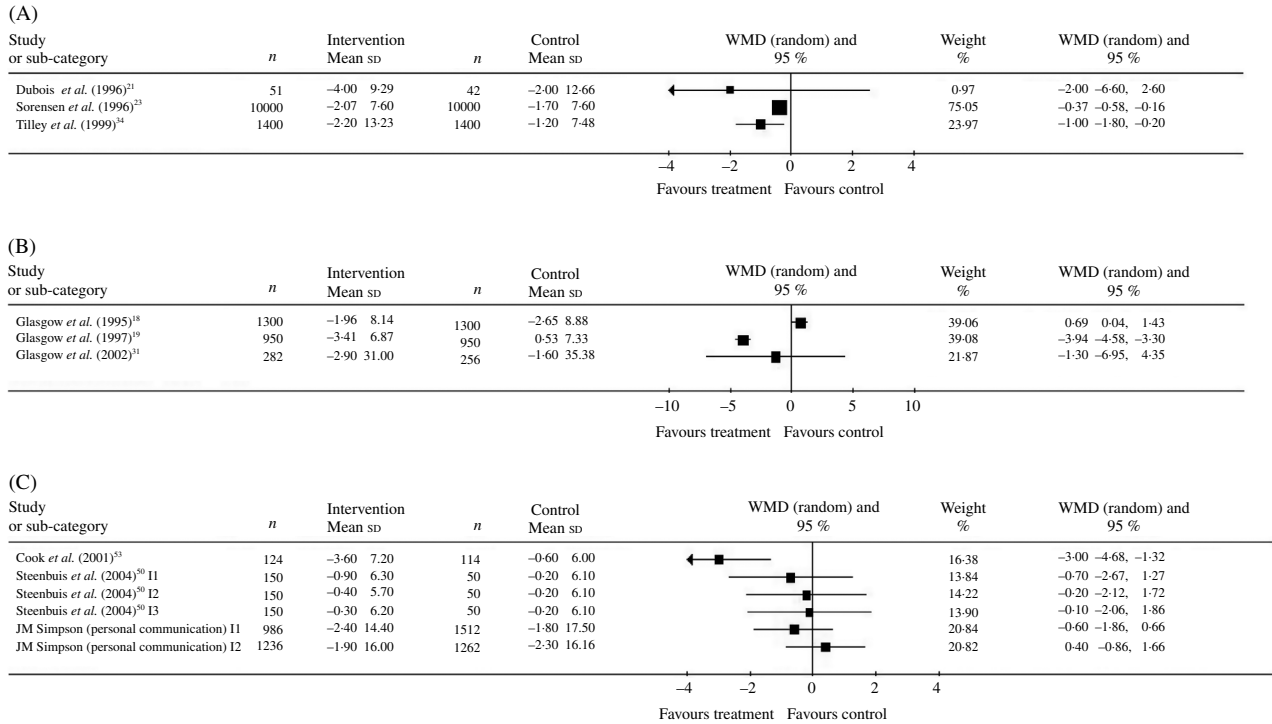 (A)
Study Intervention Control WMD (random) and Weight WMD (random) and
or sub-category n Mean SD n Mean SD 95 % % 95 %
Dubois et al. (1996)21 51 −4·00 9·29 42 −2·00 12·66 0·97 −2·00 −6·60, 2·60
Sorensen et al. (1996)23 10000 −2·07 7·60 10000 −1·70 7·60 75·05 −0·37 −0·58, −0·16
Tilley et al. (1999)34 1400 −2·20 13·23 1400 −1·20 7·48 23·97 −1·00 −1·80, −0·20
−4 −2 0 2 4
Favours treatment Favours control
(B)
Study Intervention Control WMD (random) and Weight WMD (random) and
or sub-category n Mean SD n Mean SD 95 % % 95 %
Glasgow et al. (1995)18 1300 −1·96 8·14 1300 −2·65 8·88 39·06 0·69 0·04, 1·43
Glasgow et al. (1997)19 950 −3·41 6·87 950 0·53 7·33 39·08 −3·94 −4·58, −3·30
Glasgow et al. (2002)31 282 −2·90 31·00 256 −1·60 35·38 21·87 −1·30 −6·95, 4·35
−10 −5 0 5 10
Favours treatment Favours control
(C)
Study Intervention Control WMD (random) and Weight WMD (random) and
or sub-category n Mean SD n Mean SD 95 % % 95 %
Cook et al. (2001)53 124 −3·60 7·20 114 −0·60 6·00 16·38 −3·00 −4·68, −1·32
Steenbuis et al. (2004)50 I1 150 −0·90 6·30 50 −0·20 6·10 13·84 −0·70 −2·67, 1·27
Steenbuis et al. (2004)50 I2 150 −0·40 5·70 50 −0·20 6·10 14·22 −0·20 −2·12, 1·72
Steenbuis et al. (2004)50 I3 150 −0·30 6·20 50 −0·20 6·10 13·90 −0·10 −2·06, 1·86
JM Simpson (personal communication) I1 986 −2·40 14·40 1512 −1·80 17·50 20·84 −0·60 −1·86, 0·66
JM Simpson (personal communication) I2 1236 −1·90 16·00 1262 −2·30 16·16 20·82 0·40 −0·86, 1·66
−4 −2 0 2 4
Favours treatment Favours control